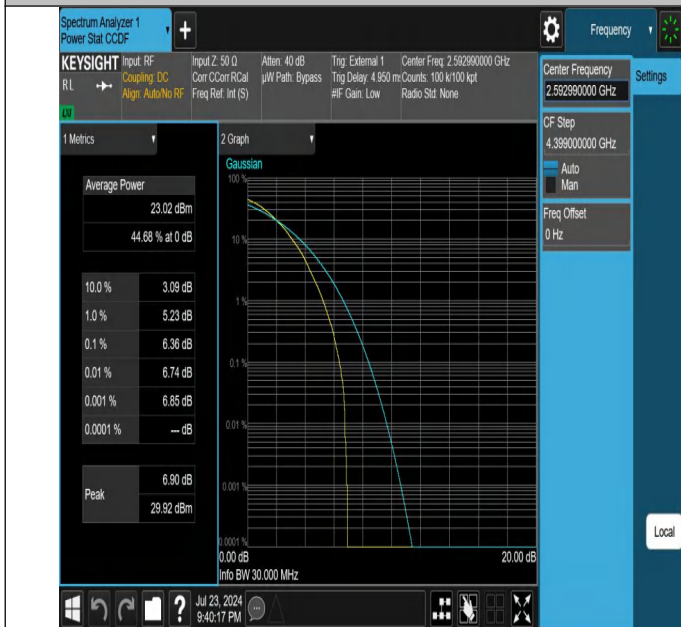 Spectrum Analyzer 1
Power Stat CCDF
Frequency
KEYSIGHT
RL
Input: RF
Coupling: DC
Align: Auto/No RF
Input Z: 50 Ω
Corr CCorr RCal
Freq Ref: Int (S)
Atten: 40 dB
µW Path: Bypass
Trig: External 1
Trig Delay: 4.950 m
#IF Gain: Low
Center Freq: 2.592990000 GHz
Counts: 100 k/100 kpt
Radio Std: None
1 Metrics
Average Power
23.02 dBm
44.68 % at 0 dB
10.0 % 3.09 dB
1.0 % 5.23 dB
0.1 % 6.36 dB
0.01 % 6.74 dB
0.001 % 6.85 dB
0.0001 % --- dB
Peak
6.90 dB
29.92 dBm
2 Graph
Gaussian
100 %
10 %
1 %
0.1 %
0.01 %
0.001 %
0.0001 %
0.00 dB
20.00 dB
Info BW 30.000 MHz
Center Frequency
2.592990000 GHz
Settings
CF Step
4.399000000 GHz
Auto
Man
Freq Offset
0 Hz
Local
Jul 23, 2024
9:40:17 PM